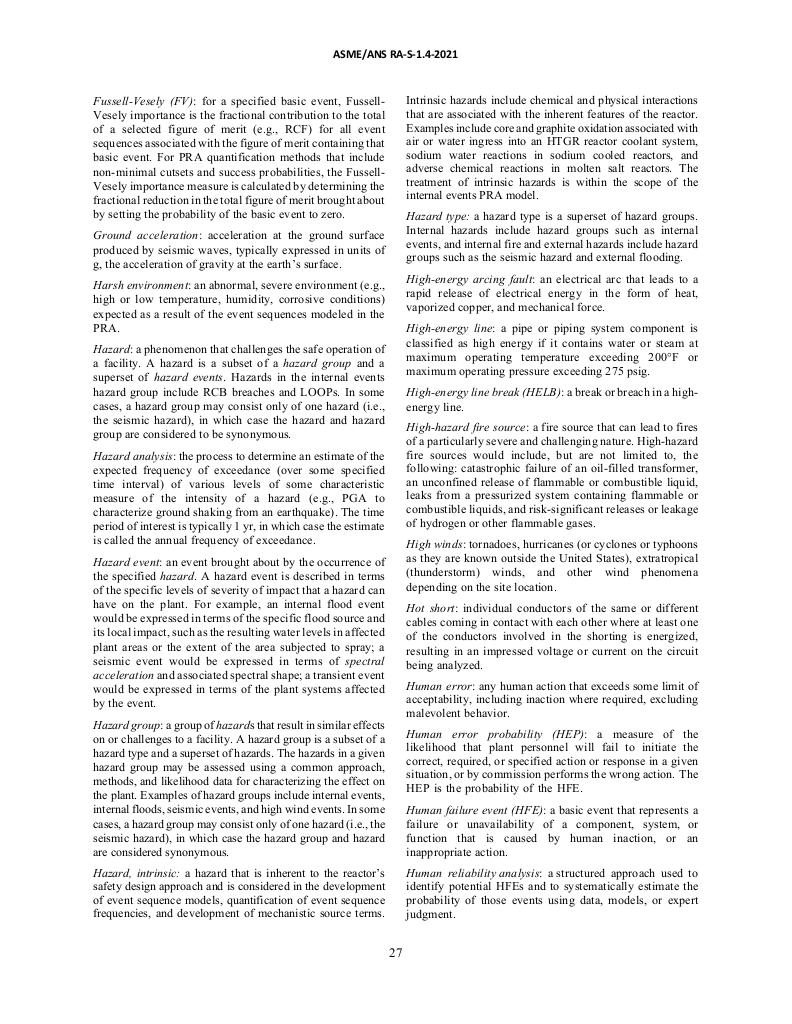 ASME/ANS RA-S-1.4-2021
Fussell-Vesely (FV): for a specified basic event, Fussell-
Vesely importance is the fractional contribution to the total
of a selected figure of merit (e.g., RCF) for all event
sequences associated with the figure of merit containing that
basic event. For PRA quantification methods that include
non-minimal cutsets and success probabilities, the Fussell-
Vesely importance measure is calculated by determining the
fractional reduction in the total figure of merit brought about
by setting the probability of the basic event to zero.
Ground acceleration: acceleration at the ground surface
produced by seismic waves, typically expressed in units of
g, the acceleration of gravity at the earth's surface.
Harsh environment: an abnormal, severe environment (e.g.,
high or low temperature, humidity, corrosive conditions)
expected as a result of the event sequences modeled in the
PRA.
Hazard: a phenomenon that challenges the safe operation of
a facility. A hazard is a subset of a hazard group and a
superset of hazard events. Hazards in the internal events
hazard group include RCB breaches and LOOPs. In some
cases, a hazard group may consist only of one hazard (i.e.,
the seismic hazard), in which case the hazard and hazard
group are considered to be synonymous.
Hazard analysis: the process to determine an estimate of the
expected frequency of exceedance (over some specified
time interval) of various levels of some characteristic
measure of the intensity of a hazard (e.g., PGA to
characterize ground shaking from an earthquake). The time
period of interest is typically 1 yr, in which case the estimate
is called the annual frequency of exceedance.
Hazard event: an event brought about by the occurrence of
the specified hazard. A hazard event is described in terms
of the specific levels of severity of impact that a hazard can
have on the plant. For example, an internal flood event
would be expressed in terms of the specific flood source and
its local impact, such as the resulting water levels in affected
plant areas or the extent of the area subjected to spray; a
seismic event would be expressed in terms of spectral
acceleration and associated spectral shape; a transient event
would be expressed in terms of the plant systems affected
by the event.
Hazard group: a group of hazards that result in similar effects
on or challenges to a facility. A hazard group is a subset of a
hazard type and a superset of hazards. The hazards in a given
hazard group may be assessed using a common approach,
methods, and likelihood data for characterizing the effect on
the plant. Examples of hazard groups include internal events,
internal floods, seismic events, and high wind events. In some
cases, a hazard group may consist only of one hazard (i.e., the
seismic hazard), in which case the hazard group and hazard
are considered synonymous.
Hazard, intrinsic: a hazard that is inherent to the reactor's
safety design approach and is considered in the development
of event sequence models, quantification of event sequence
frequencies, and development of mechanistic source terms.
Intrinsic hazards include chemical and physical interactions
that are associated with the inherent features of the reactor.
Examples include core and graphite oxidation associated with
air or water ingress into an HTGR reactor coolant system,
sodium water reactions in sodium cooled reactors, and
adverse chemical reactions in molten salt reactors. The
treatment of intrinsic hazards is within the scope of the
internal events PRA model.
Hazard type: a hazard type is a superset of hazard groups.
Internal hazards include hazard groups such as internal
events, and internal fire and external hazards include hazard
groups such as the seismic hazard and external flooding.
High-energy arcing fault: an electrical arc that leads to a
rapid release of electrical energy in the form of heat,
vaporized copper, and mechanical force.
High-energy line: a pipe or piping system component is
classified as high energy if it contains water or steam at
maximum operating temperature exceeding 200°F or
maximum operating pressure exceeding 275 psig.
High-energy line break (HELB): a break or breach in a high-
energy line.
High-hazard fire source: a fire source that can lead to fires
of a particularly severe and challenging nature. High-hazard
fire sources would include, but are not limited to, the
following: catastrophic failure of an oil-filled transformer,
an unconfined release of flammable or combustible liquid,
leaks from a pressurized system containing flammable or
combustible liquids, and risk-significant releases or leakage
of hydrogen or other flammable gases.
High winds: tornadoes, hurricanes (or cyclones or typhoons
as they are known outside the United States), extratropical
(thunderstorm) winds, and other wind phenomena
depending on the site location.
Hot short: individual conductors of the same or different
cables coming in contact with each other where at least one
of the conductors involved in the shorting is energized,
resulting in an impressed voltage or current on the circuit
being analyzed.
Human error: any human action that exceeds some limit of
acceptability, including inaction where required, excluding
malevolent behavior.
Human error probability (HEP): a measure of the
likelihood that plant personnel will fail to initiate the
correct, required, or specified action or response in a given
situation, or by commission performs the wrong action. The
HEP is the probability of the HFE.
Human failure event (HFE): a basic event that represents a
failure or unavailability of a component, system, or
function that is caused by human inaction, or an
inappropriate action.
Human reliability analysis: a structured approach used to
identify potential HFEs and to systematically estimate the
probability of those events using data, models, or expert
judgment.
27